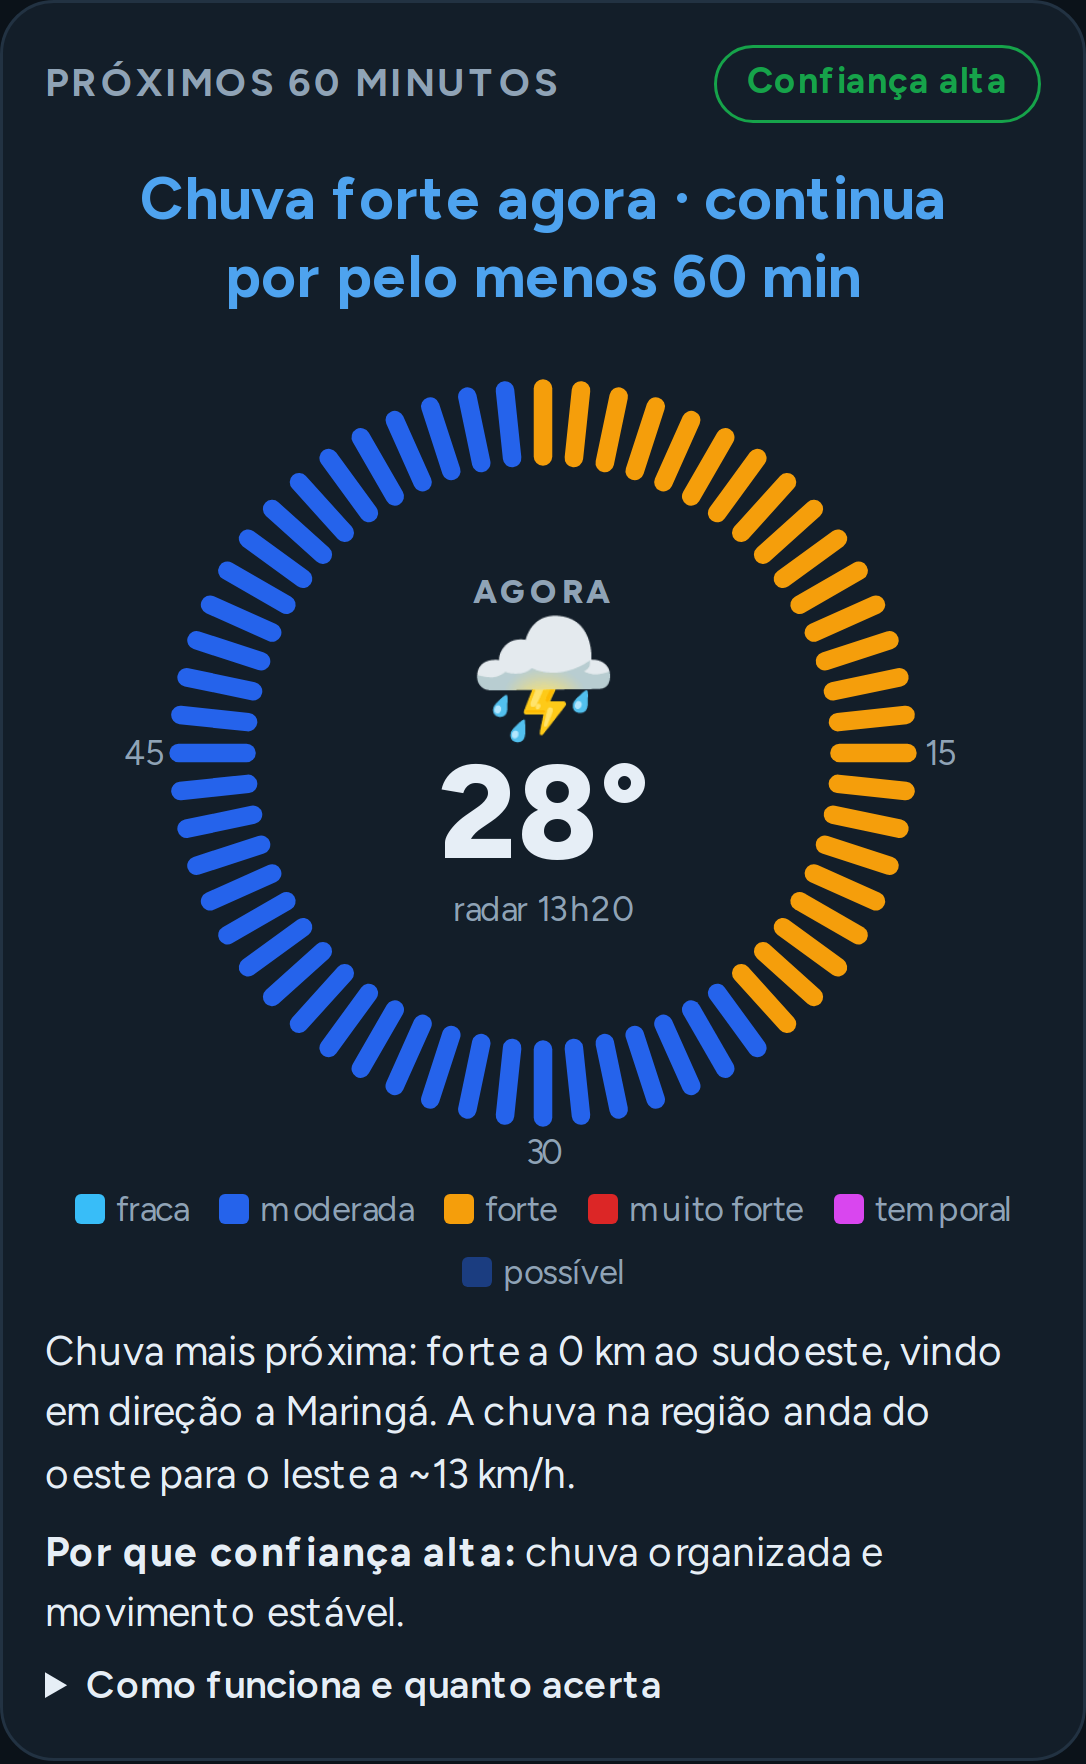 PRÓXIMOS 60 MINUTOS
Confiança alta
Chuva forte agora · continua
por pelo menos 60 min
AGORA
28°
radar 13h20
45
15
30
fraca
moderada
forte
muito forte
temporal
possível
Chuva mais próxima: forte a 0 km ao sudoeste, vindo
em direção a Maringá. A chuva na região anda do
oeste para o leste a ~13 km/h.
Por que confiança alta: chuva organizada e
movimento estável.
Como funciona e quanto acerta